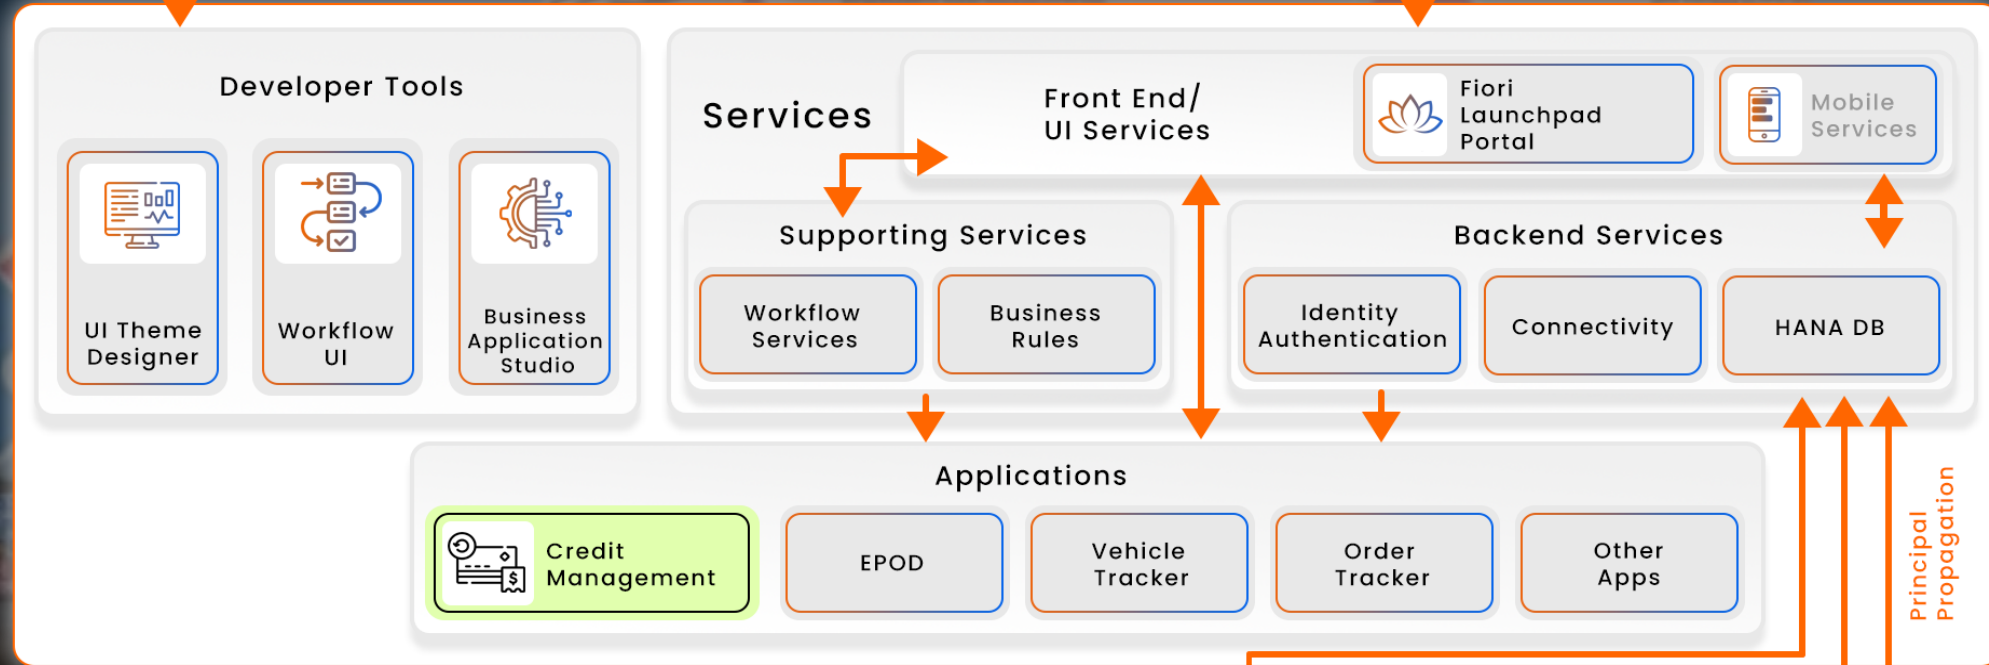 Developer Tools
UI Theme
Designer
Workflow
UI
Business
Application
Studio
Services
Front End/
UI Services
Fiori
Launchpad
Portal
Mobile
Services
Supporting Services
Workflow
Services
Business
Rules
Backend Services
Identity
Authentication
Connectivity
HANA DB
Applications
Credit
Management
EPOD
Vehicle
Tracker
Order
Tracker
Other
Apps
Principal
Propagation